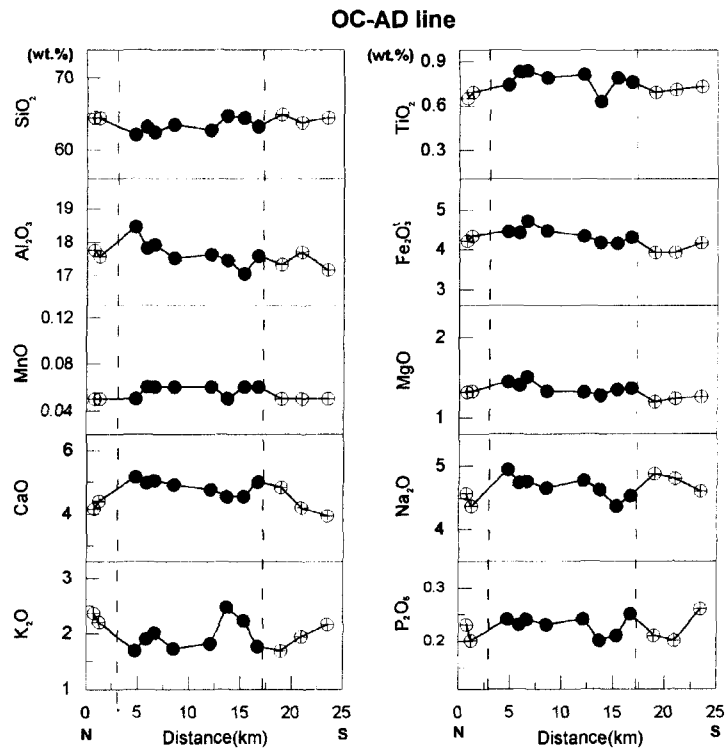 OC-AD line
(wt.%)
SiO2
70
60
Al2O3
19
18
17
MnO
0.12
0.08
0.04
CaO
6
4
K2O
3
2
1
0 5 10 15 20 25
N Distance(km) S
(wt.%)
TiO2
0.9
0.6
0.3
Fe2O3t
5
4
3
MgO
2
1
Na2O
5
4
P2O5
0.3
0.2
0 5 10 15 20 25
N Distance(km) S